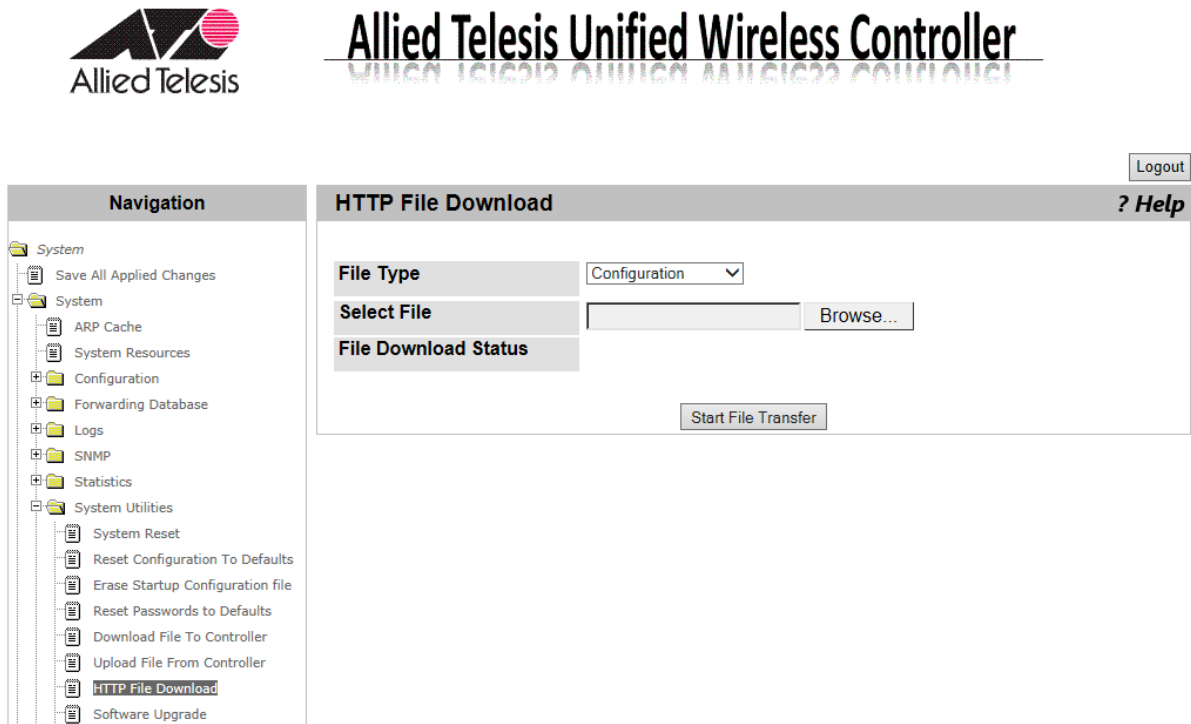 Allied Telesis
Allied Telesis Unified Wireless Controller
Logout
Navigation
System
Save All Applied Changes
System
ARP Cache
System Resources
Configuration
Forwarding Database
Logs
SNMP
Statistics
System Utilities
System Reset
Reset Configuration To Defaults
Erase Startup Configuration file
Reset Passwords to Defaults
Download File To Controller
Upload File From Controller
HTTP File Download
Software Upgrade
HTTP File Download
? Help
File Type
Configuration
Select File
Browse...
File Download Status
Start File Transfer